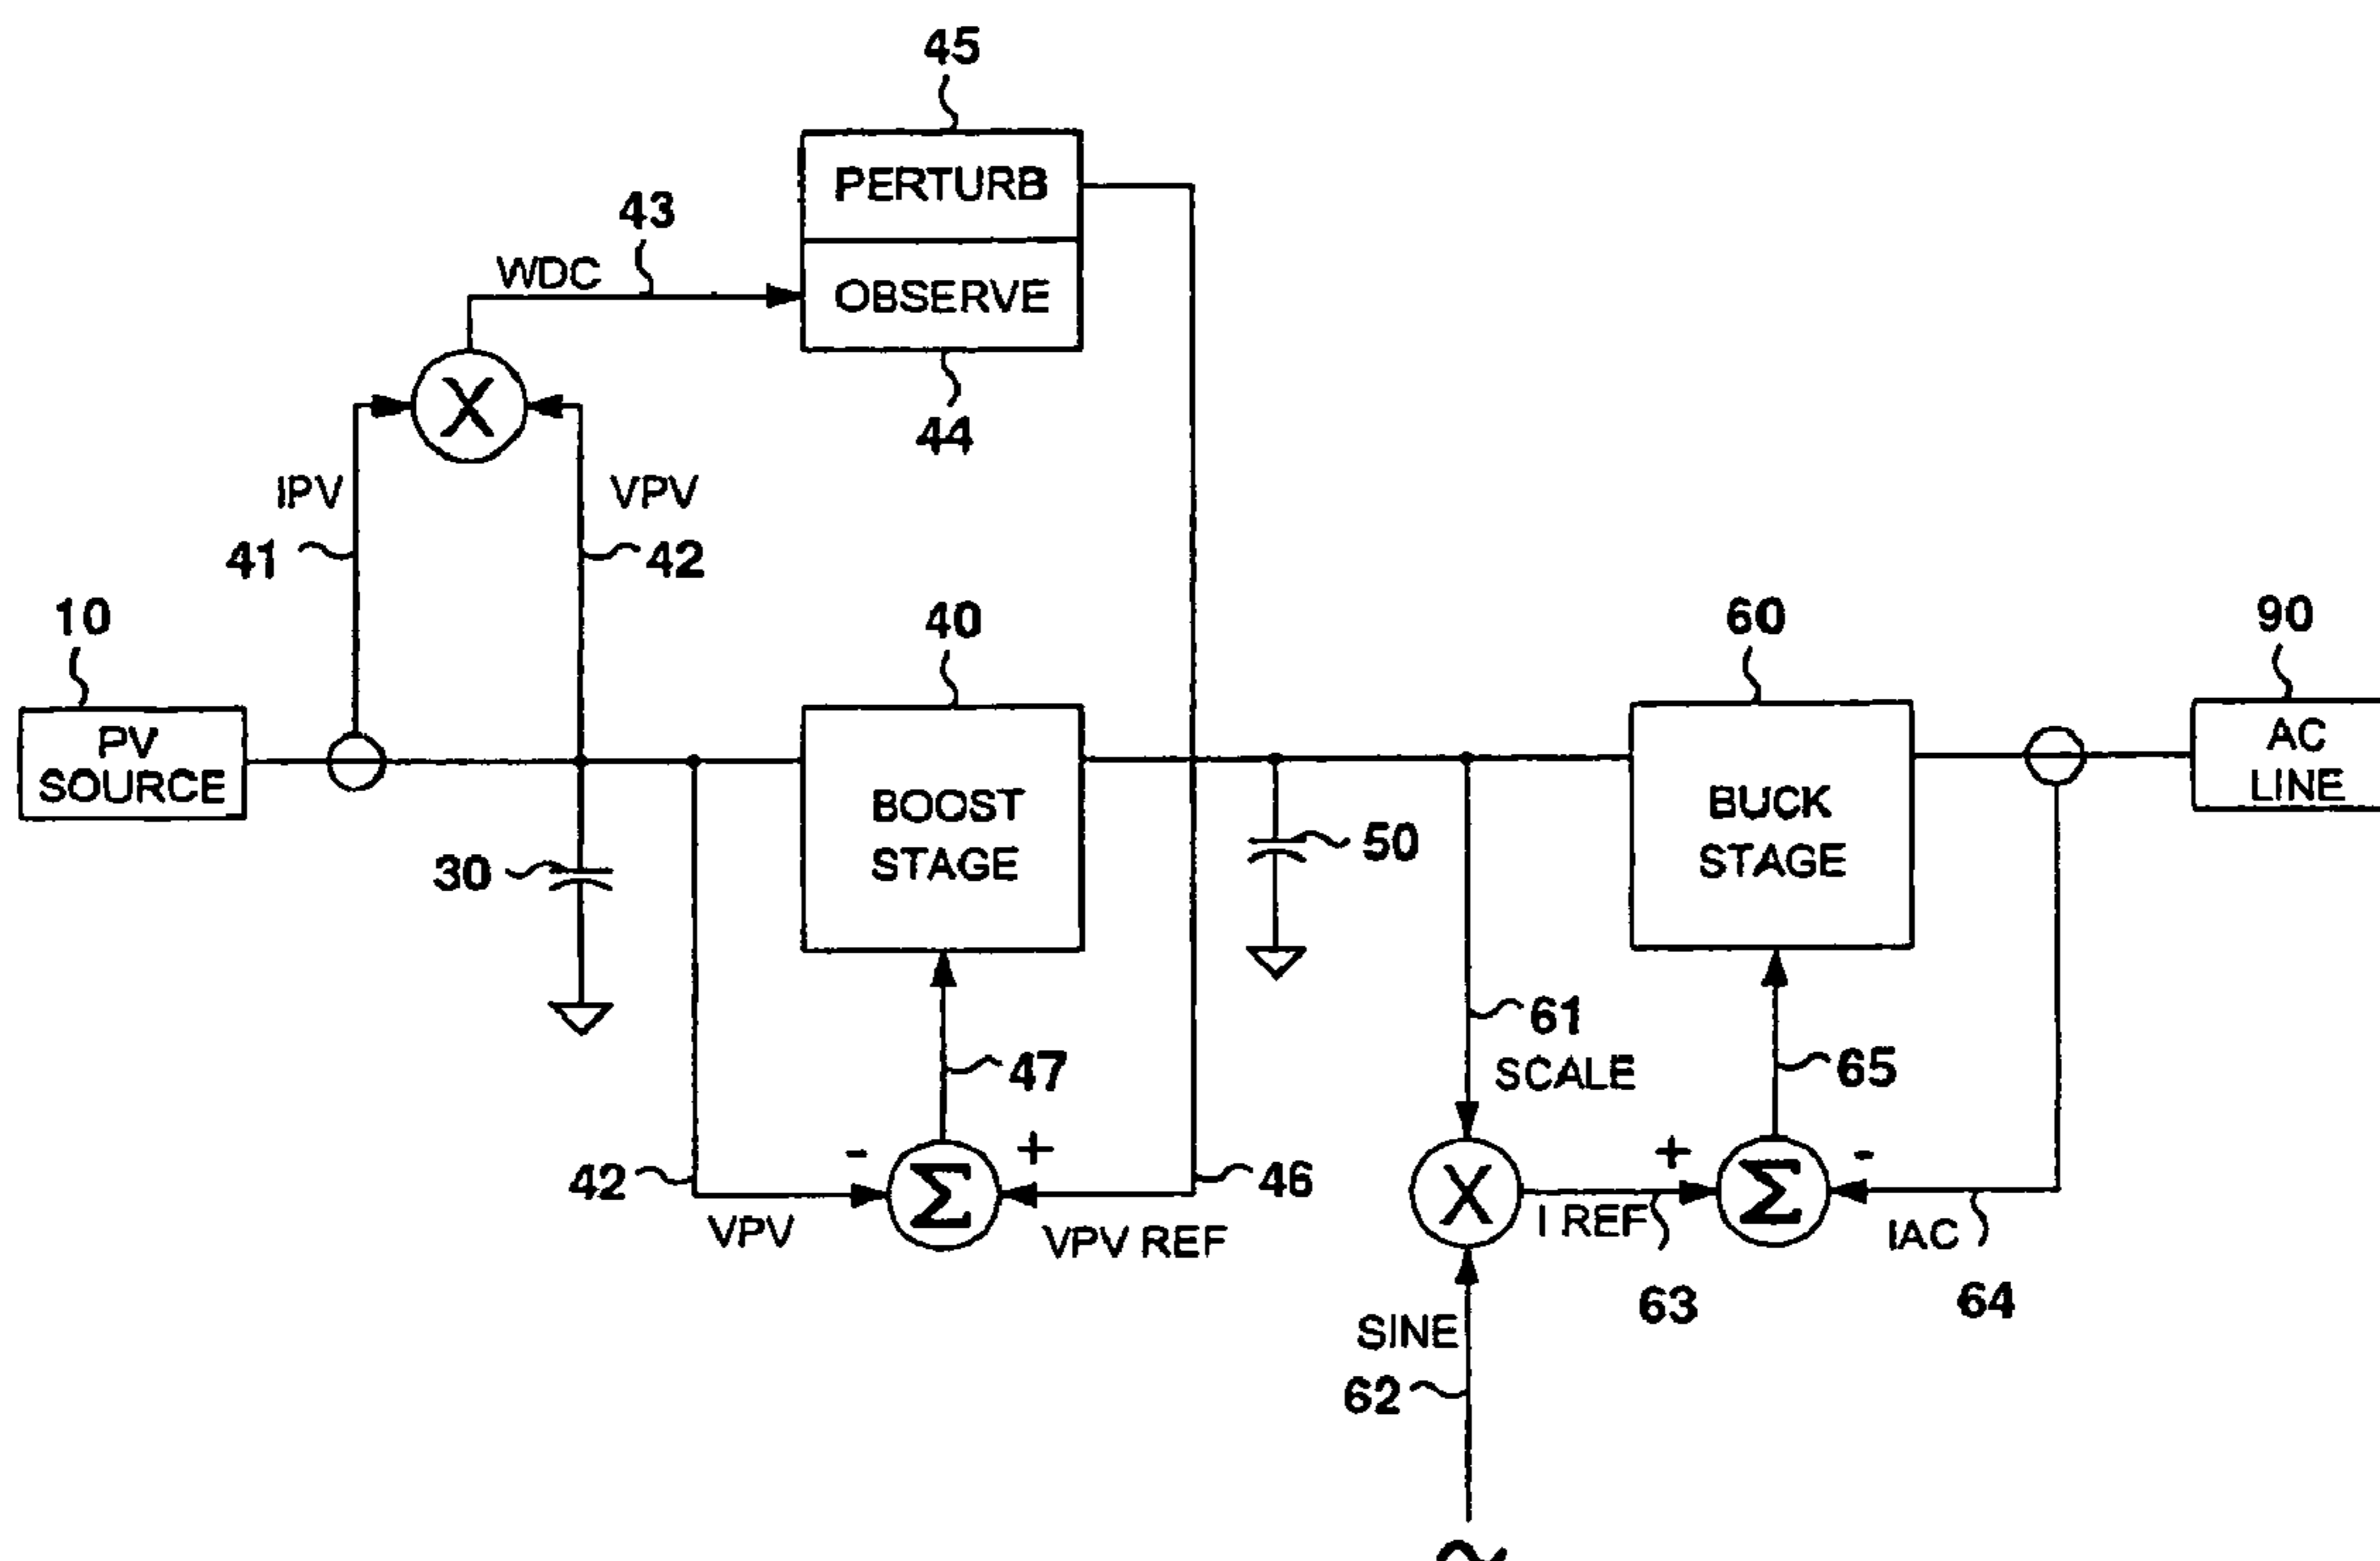 45
PERTURB
OBSERVE
44
43
WDC
X
IPV
41
VPV
42
10
PV
SOURCE
30
40
BOOST
STAGE
47
-
+
Σ
42
VPV
VPV REF
46
50
60
BUCK
STAGE
90
AC
LINE
61
SCALE
X
SINE
62
I REF
63
+
-
Σ
65
IAC
64